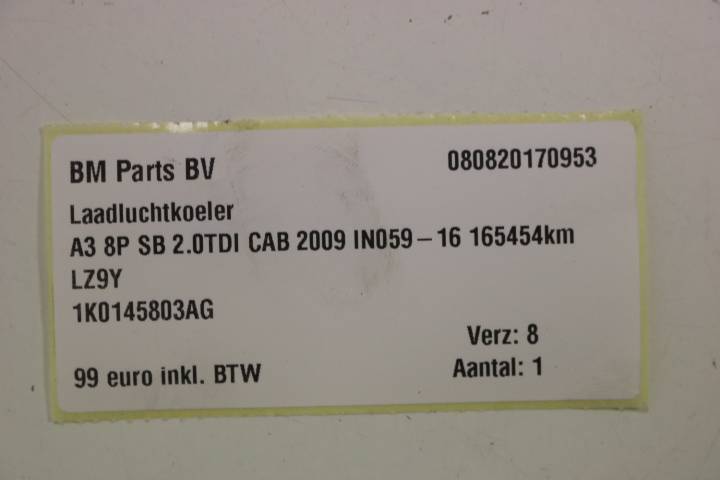 BM Parts BV 080820170953
Laadluchtkoeler
A3 8P SB 2.0TDI CAB 2009 IN059 – 16 165454km
LZ9Y
1K0145803AG
Verz: 8
99 euro inkl. BTW Aantal: 1